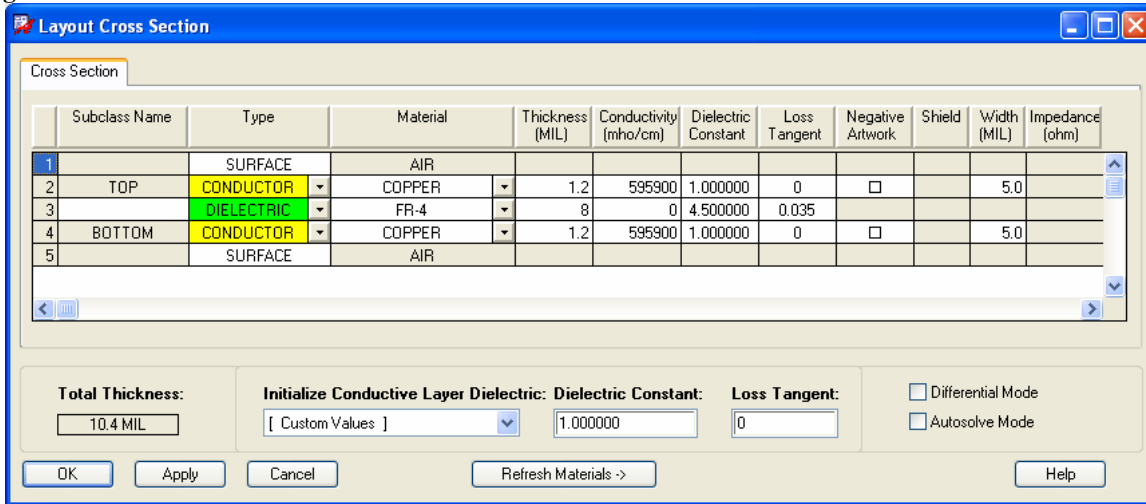 Layout Cross Section
Cross Section
Subclass Name Type Material Thickness (MIL) Conductivity (mho/cm) Dielectric Constant Loss Tangent Negative Artwork Shield Width (MIL) Impedance (ohm)
1 SURFACE AIR
2 TOP CONDUCTOR COPPER 1.2 595900 1.000000 0 5.0
3 DIELECTRIC FR-4 8 0 4.500000 0.035
4 BOTTOM CONDUCTOR COPPER 1.2 595900 1.000000 0 5.0
5 SURFACE AIR
Total Thickness: Initialize Conductive Layer Dielectric: Dielectric Constant: Loss Tangent: Differential Mode
10.4 MIL [ Custom Values ] 1.000000 0 Autosolve Mode
OK Apply Cancel Refresh Materials -> Help